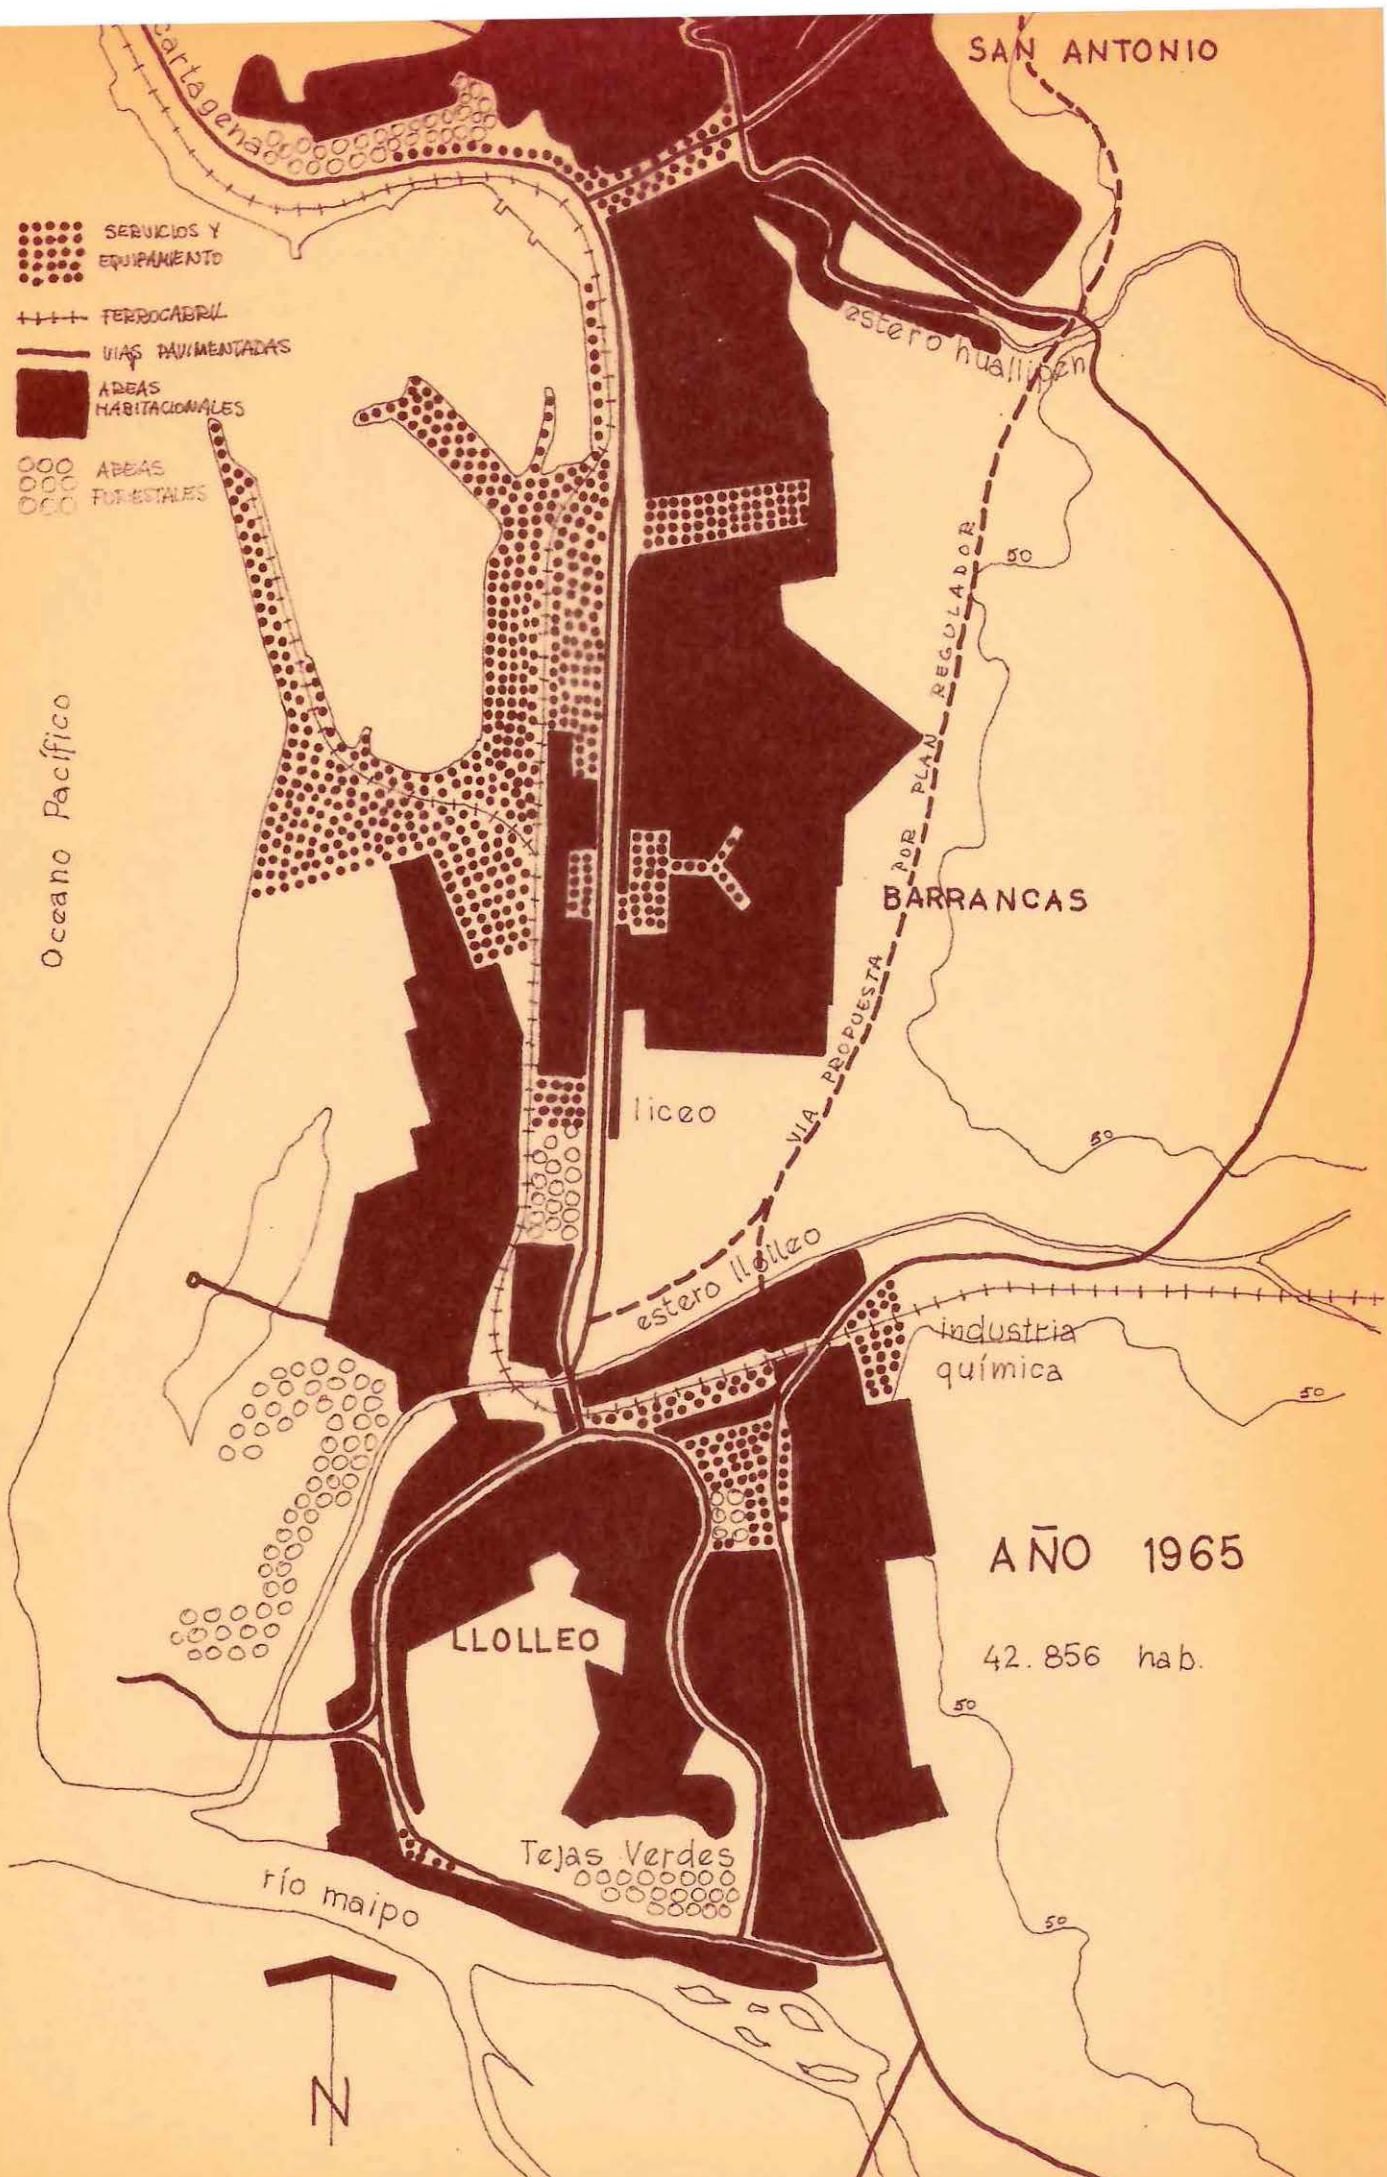 SAN ANTONIO
cartagena
SERVICIOS Y
EQUIPAMIENTO
FERROCARRIL
VIAS PAVIMENTADAS
AREAS
HABITACIONALES
AREAS
FORESTALES
estero huallipen
50
VIA PROPUESTA POR PLAN REGULADOR
Oceano Pacífico
BARRANCAS
liceo
50
estero llolleo
industria
química
50
AÑO 1965
LLOLLEO
42.856 hab.
50
Tejas Verdes
río maipo
50
N